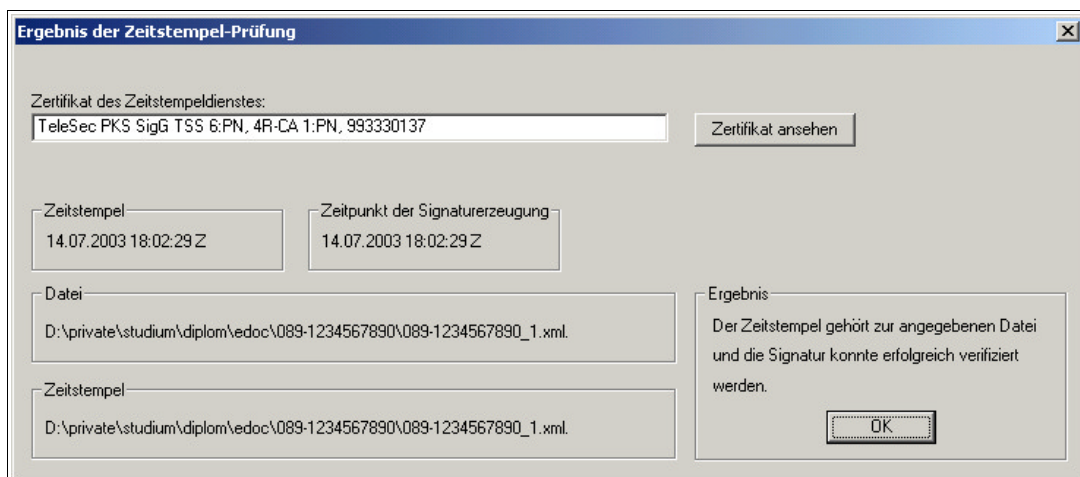 Ergebnis der Zeitstempel-Prüfung
Zertifikat des Zeitstempeldienstes:
TeleSec PKS SigG TSS 6:PN, 4R-CA 1:PN, 993330137
Zertifikat ansehen
Zeitstempel
14.07.2003 18:02:29 Z
Zeitpunkt der Signaturerzeugung
14.07.2003 18:02:29 Z
Datei
D:\private\studium\diplom\edoc\089-1234567890\089-1234567890_1.xml.
Zeitstempel
D:\private\studium\diplom\edoc\089-1234567890\089-1234567890_1.xml.
Ergebnis
Der Zeitstempel gehört zur angegebenen Datei
und die Signatur konnte erfolgreich verifiziert
werden.
OK